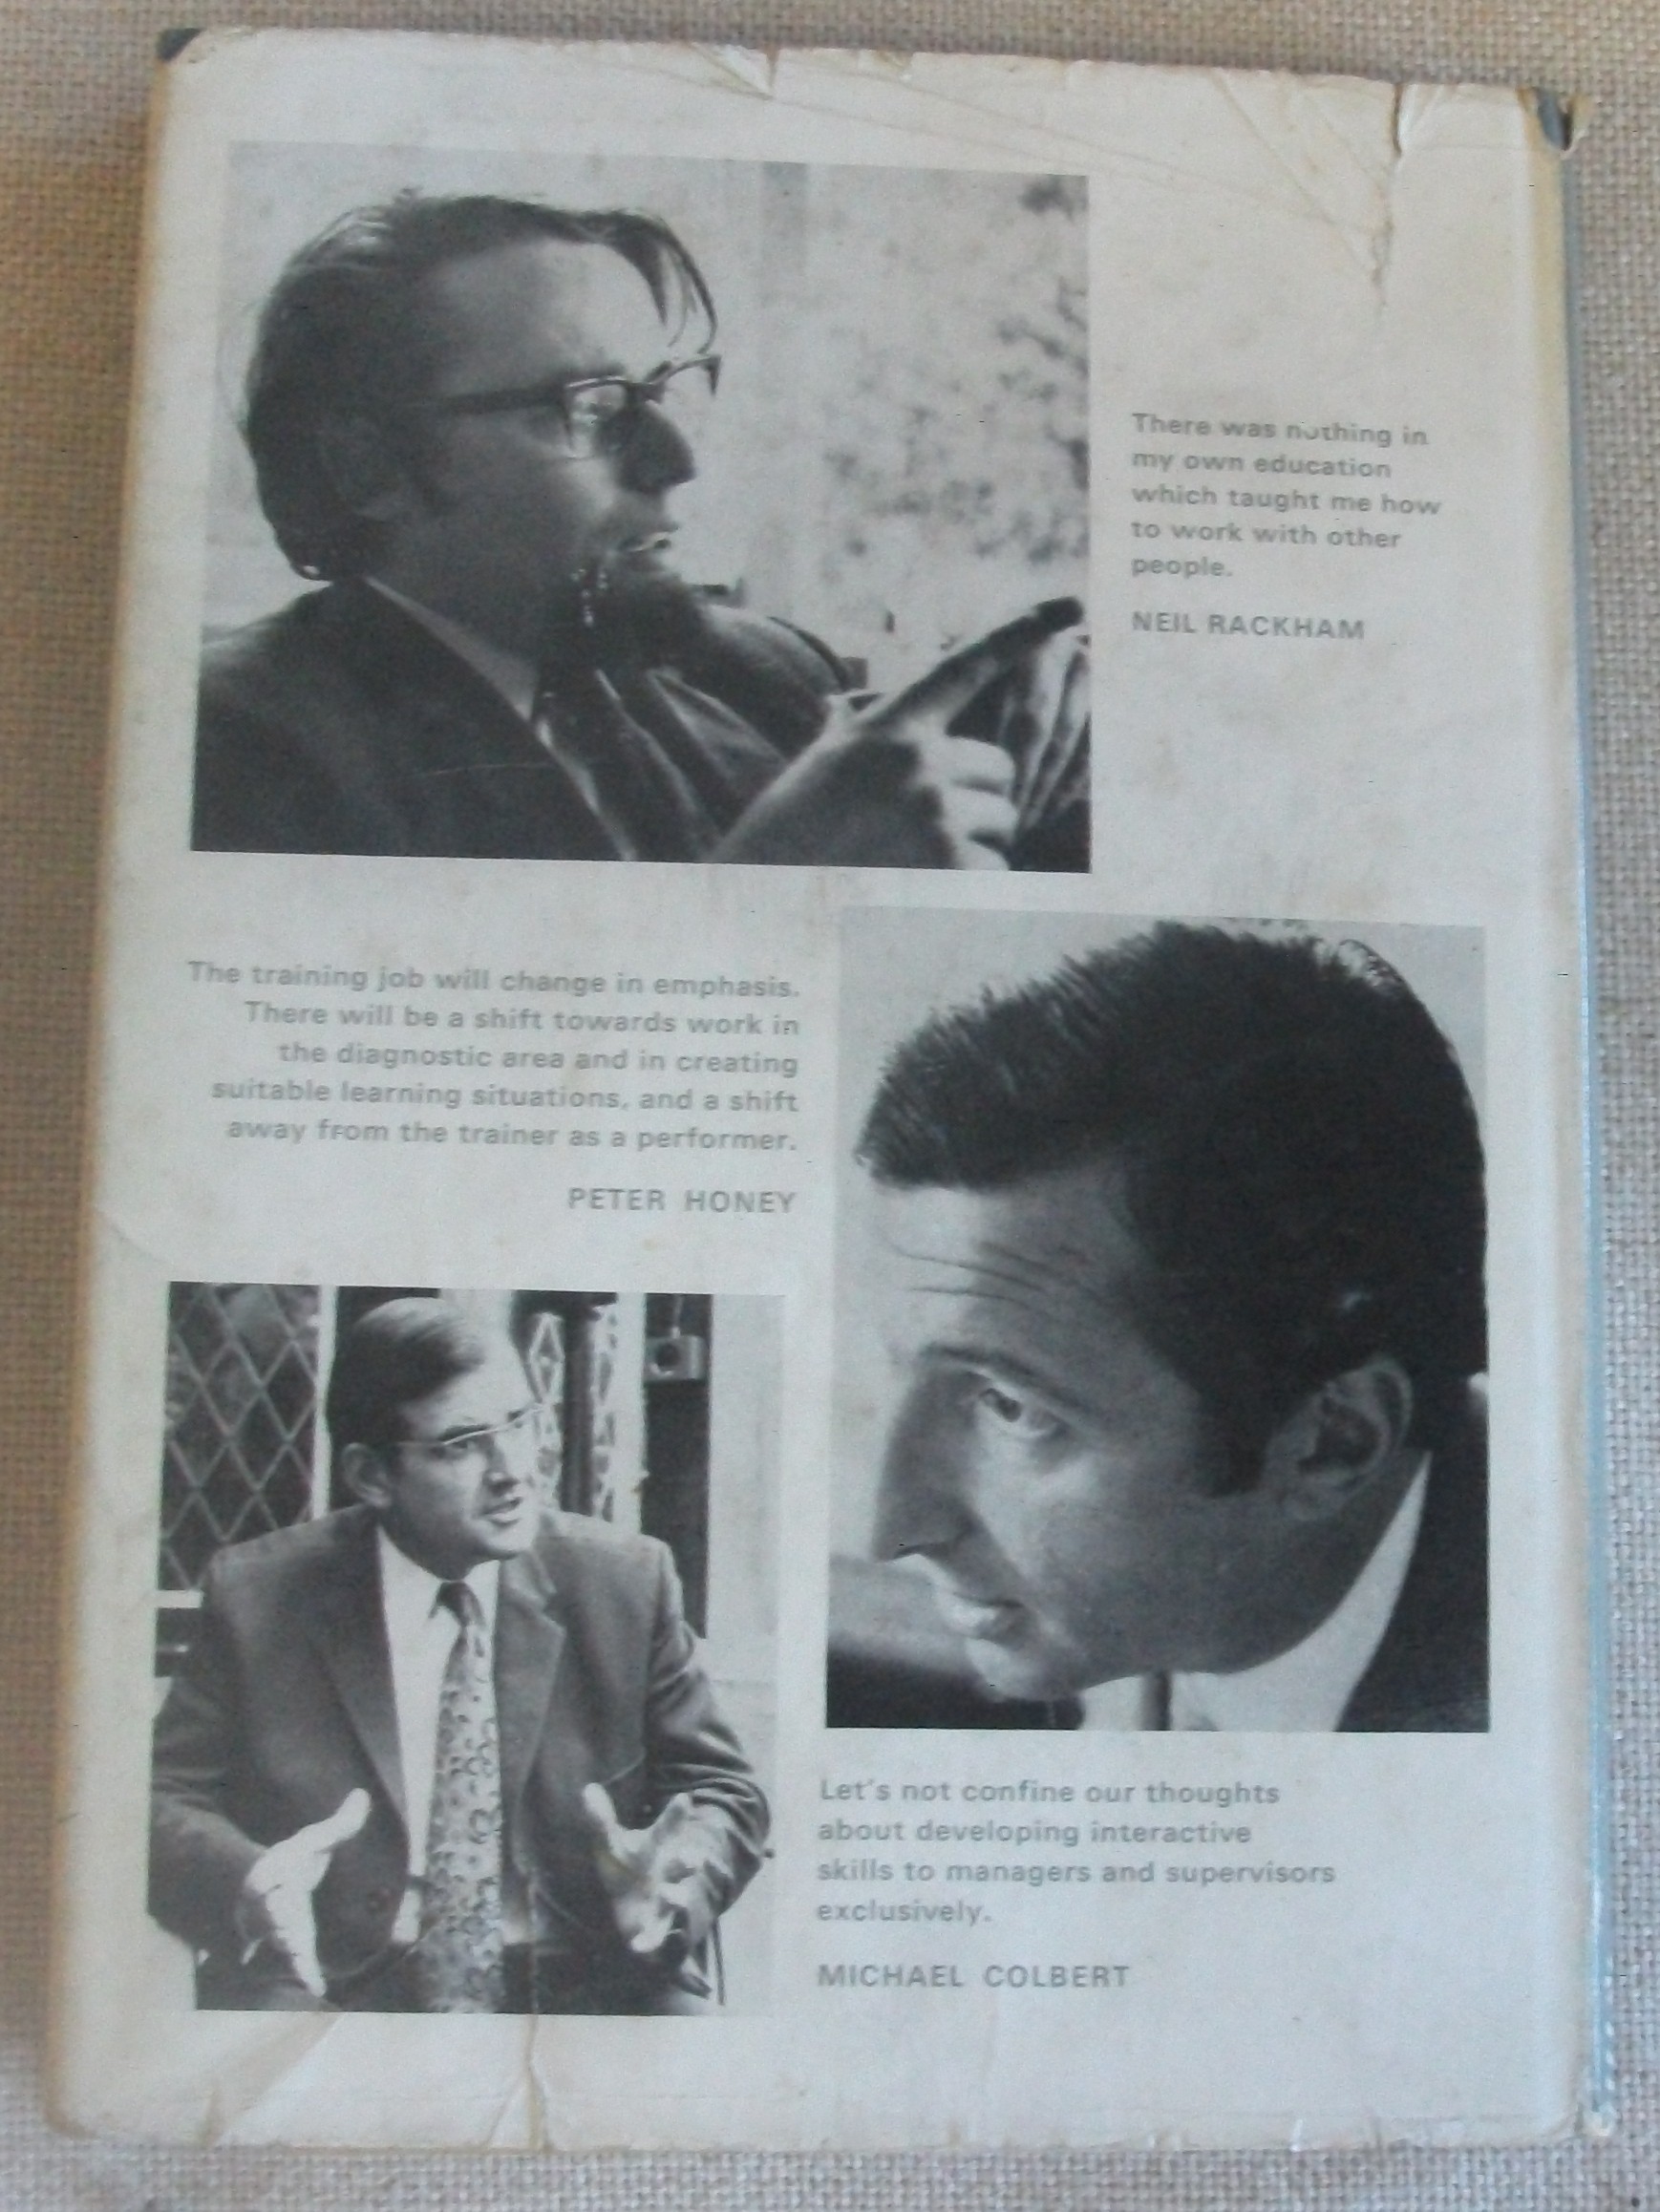 There was nothing in
my own education
which taught me how
to work with other
people.
NEIL RACKHAM
The training job will change in emphasis.
There will be a shift towards work in
the diagnostic area and in creating
suitable learning situations, and a shift
away from the trainer as a performer.
PETER HONEY
Let's not confine our thoughts
about developing interactive
skills to managers and supervisors
exclusively.
MICHAEL COLBERT